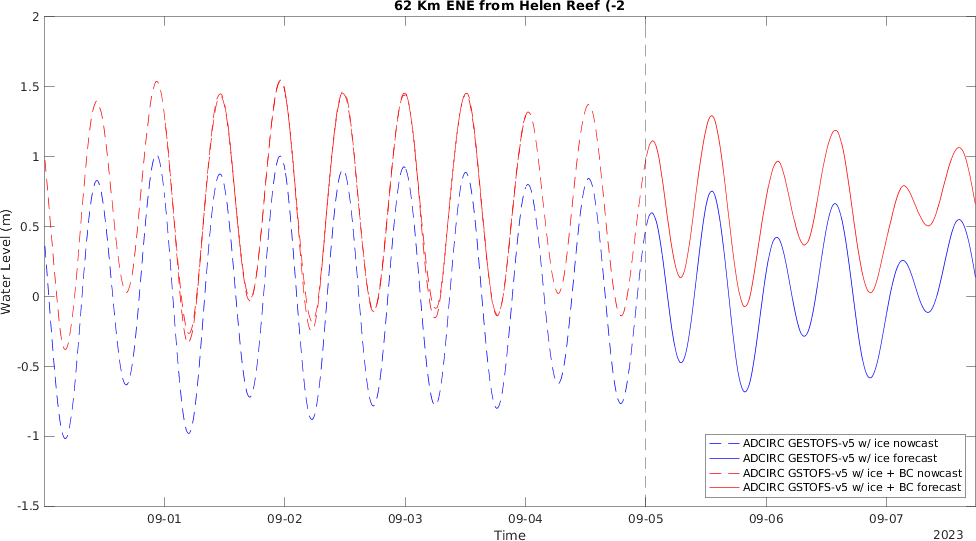 62 Km ENE from Helen Reef (-2
Water Level (m)
2
1.5
1
0.5
0
-0.5
-1
-1.5
09-01 09-02 09-03 09-04 09-05 09-06 09-07
Time
2023
ADCIRC GESTOFS-v5 w/ ice nowcast
ADCIRC GESTOFS-v5 w/ ice forecast
ADCIRC GSTOFS-v5 w/ ice + BC nowcast
ADCIRC GSTOFS-v5 w/ ice + BC forecast